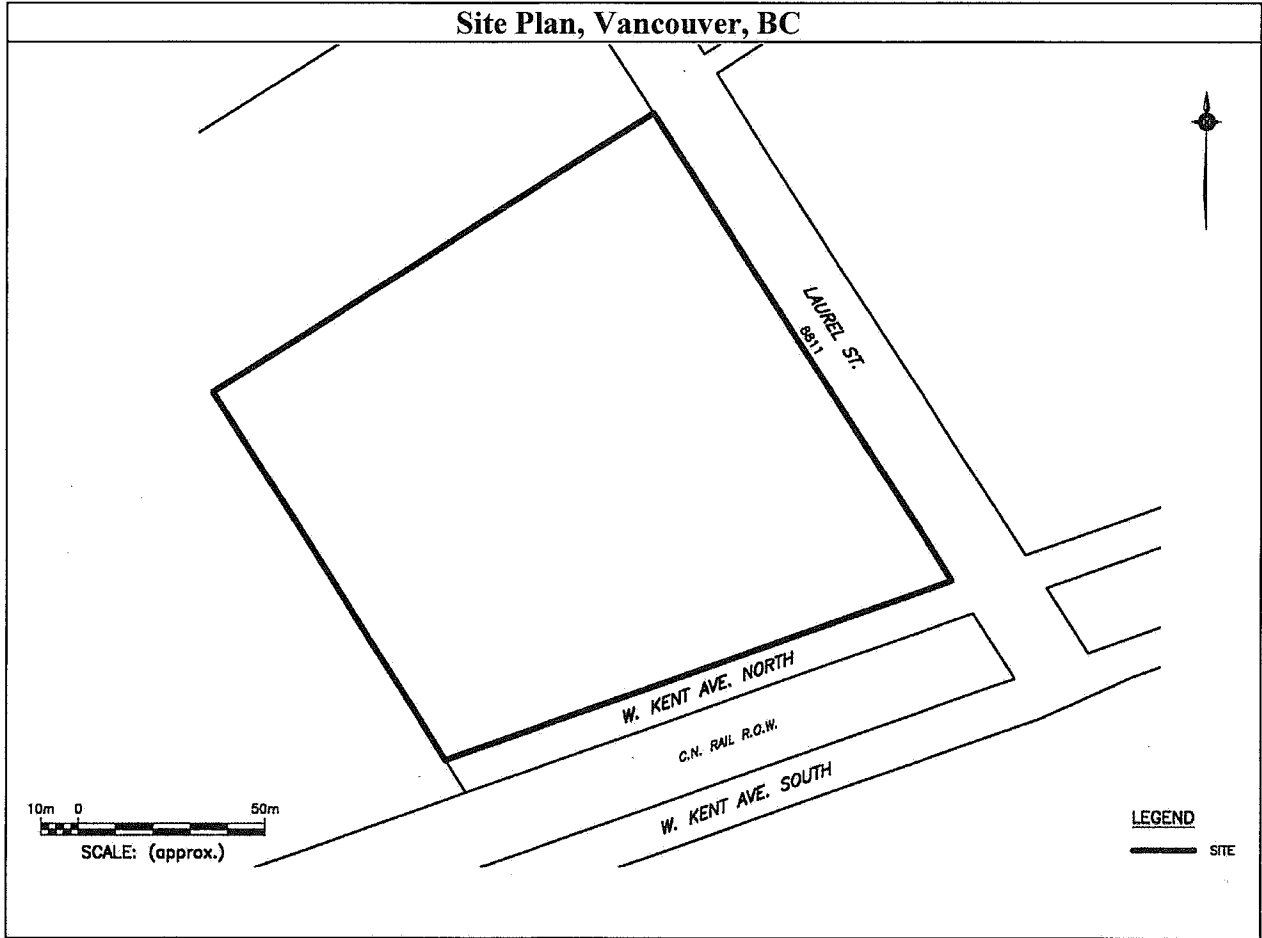 Site Plan, Vancouver, BC
LAUREL ST.
8811
W. KENT AVE. NORTH
C.N. RAIL R.O.W.
W. KENT AVE. SOUTH
10m 0 50m
SCALE: (approx.)
LEGEND
SITE